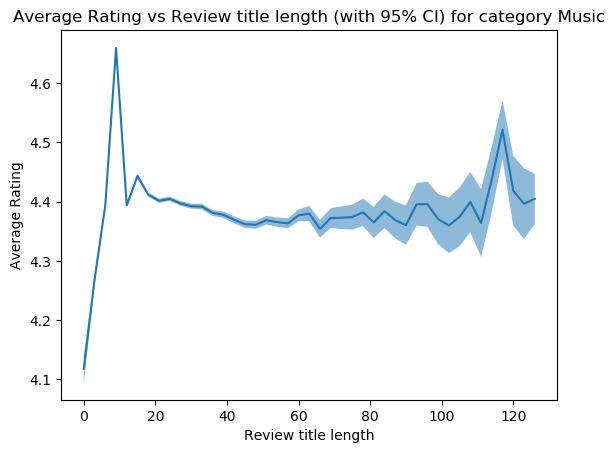 Average Rating vs Review title length (with 95% CI) for category Music
4.6
4.5
4.4
4.3
4.2
4.1
Average Rating
0 20 40 60 80 100 120
Review title length